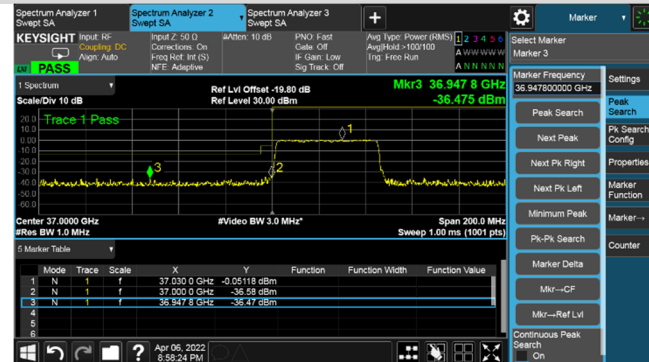 Spectrum Analyzer 1
Swept SA
Spectrum Analyzer 2
Swept SA
Spectrum Analyzer 3
Swept SA
+
Marker
KEYSIGHT
Input: RF
Coupling: DC
Align: Auto
Input Z: 50 Ω
Corrections: On
Freq Ref: Int (S)
NFE: Adaptive
#Atten: 10 dB
PNO: Fast
Gate: Off
IF Gain: Low
Sig Track: Off
Avg Type: Power (RMS)
Avg|Hold:>100/100
Trig: Free Run
1 2 3 4 5 6
A W W W W W
A N N N N N
LXI PASS
Select Marker
Marker 3
Marker Frequency
36.947800000 GHz
Settings
Peak Search
Peak
Search
Next Peak
Pk Search
Config
Next Pk Right
Properties
Next Pk Left
Marker
Function
Minimum Peak
Marker→
Pk-Pk Search
Counter
Marker Delta
Mkr→CF
Mkr→Ref Lvl
Continuous Peak
Search
On
1 Spectrum
Scale/Div 10 dB
Ref Lvl Offset -19.80 dB
Ref Level 30.00 dBm
Mkr3 36.947 8 GHz
-36.475 dBm
Trace 1 Pass
20.0
10.0
0.00
-10.0
-20.0
-30.0
-40.0
-50.0
-60.0
1
2
3
Center 37.0000 GHz
#Res BW 1.0 MHz
#Video BW 3.0 MHz*
Span 200.0 MHz
Sweep 1.00 ms (1001 pts)
5 Marker Table
Mode Trace Scale X Y Function Function Width Function Value
1 N 1 f 37.030 0 GHz -0.05118 dBm
2 N 1 f 37.000 0 GHz -36.58 dBm
3 N 1 f 36.947 8 GHz -36.47 dBm
4
5
6
?
Apr 06, 2022
8:58:24 PM